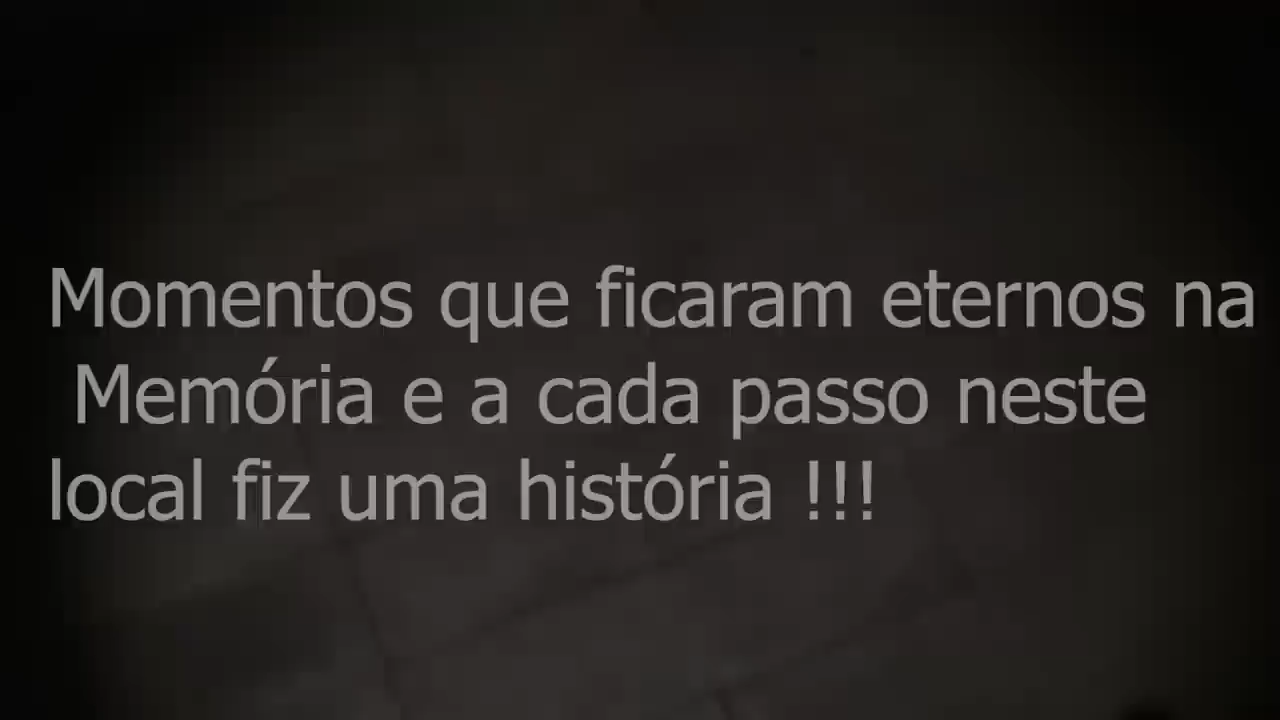 Momentos que ficaram eternos na
Memória e a cada passo neste
local fiz uma história !!!